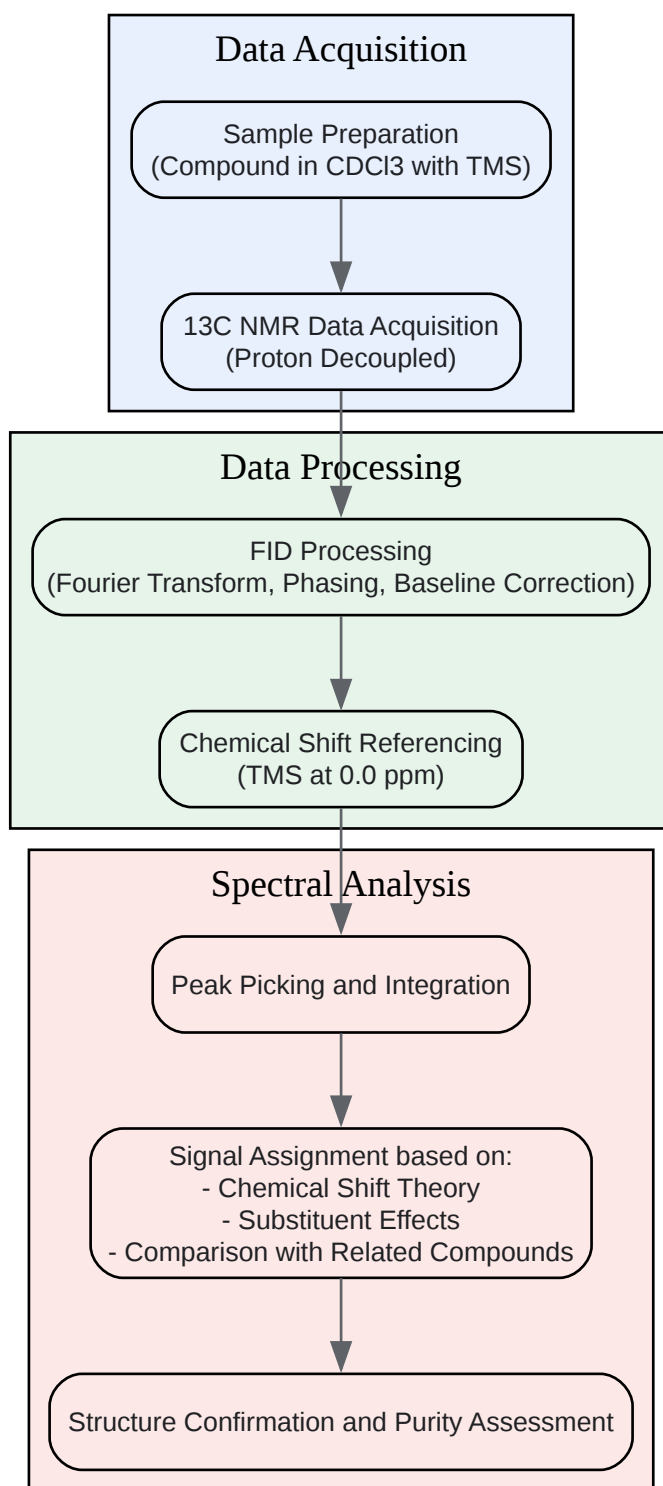 Data Acquisition
Sample Preparation
(Compound in CDCl3 with TMS)
13C NMR Data Acquisition
(Proton Decoupled)
Data Processing
FID Processing
(Fourier Transform, Phasing, Baseline Correction)
Chemical Shift Referencing
(TMS at 0.0 ppm)
Spectral Analysis
Peak Picking and Integration
Signal Assignment based on:
- Chemical Shift Theory
- Substituent Effects
- Comparison with Related Compounds
Structure Confirmation and Purity Assessment